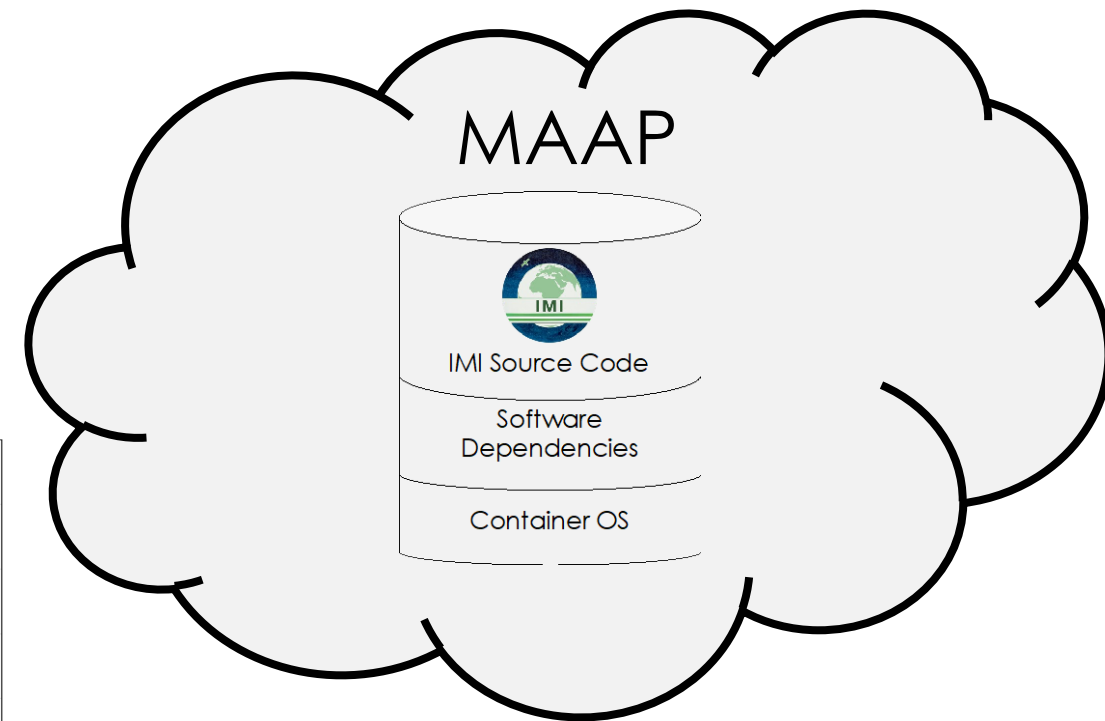 MAAP
IMI
IMI Source Code
Software
Dependencies
Container OS